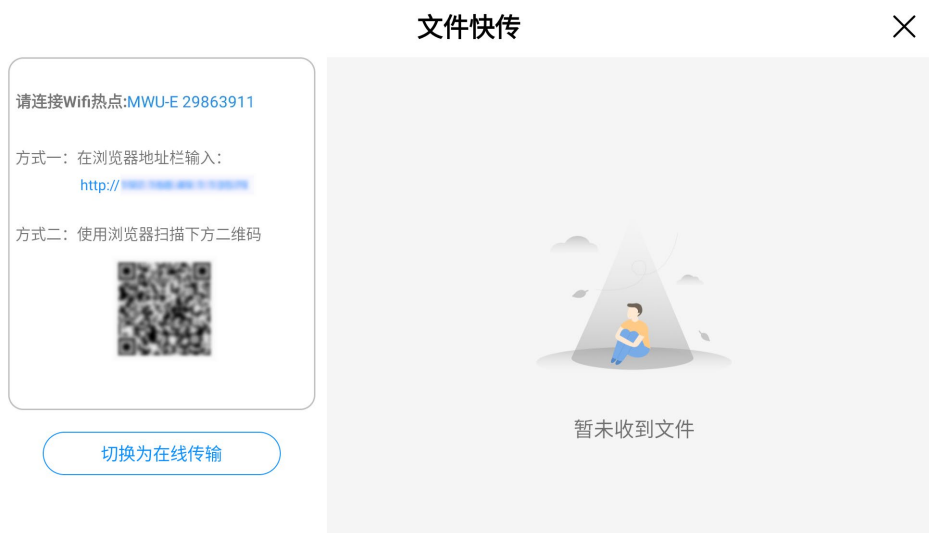 文件快传
请连接Wifi热点:MWU-E 29863911
方式一：在浏览器地址栏输入：
http://
方式二：使用浏览器扫描下方二维码
切换为在线传输
暂未收到文件